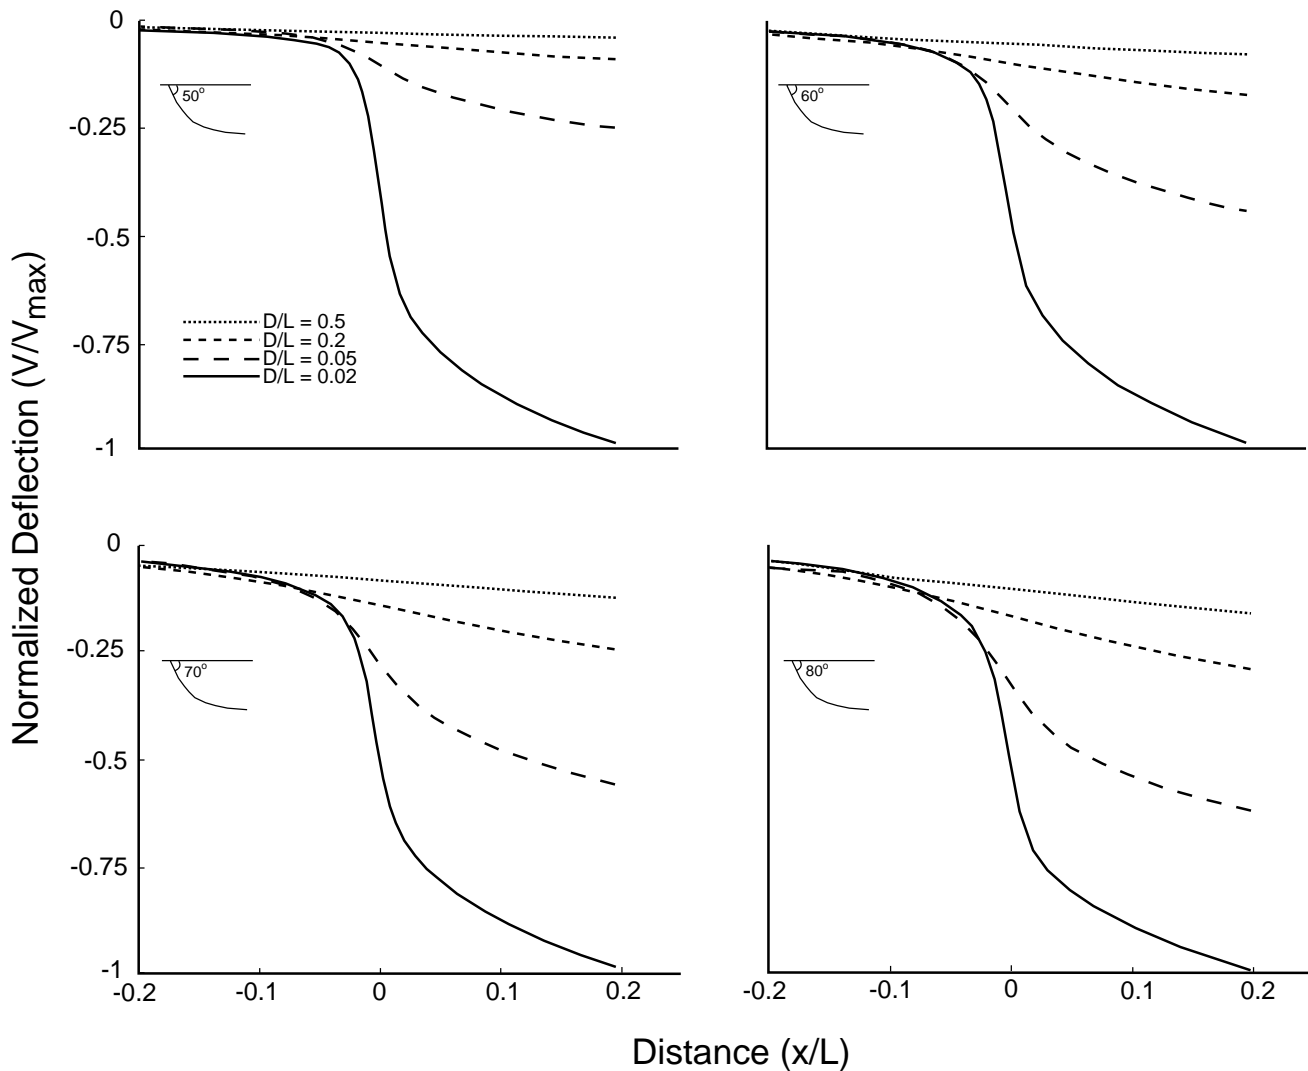 0
-0.25
-0.5
-0.75
-1
50°
D/L = 0.5
D/L = 0.2
D/L = 0.05
D/L = 0.02
60°
Normalized Deflection (V/Vmax)
0
-0.25
-0.5
-0.75
-1
70°
-0.2 -0.1 0 0.1 0.2
80°
-0.2 -0.1 0 0.1 0.2
Distance (x/L)